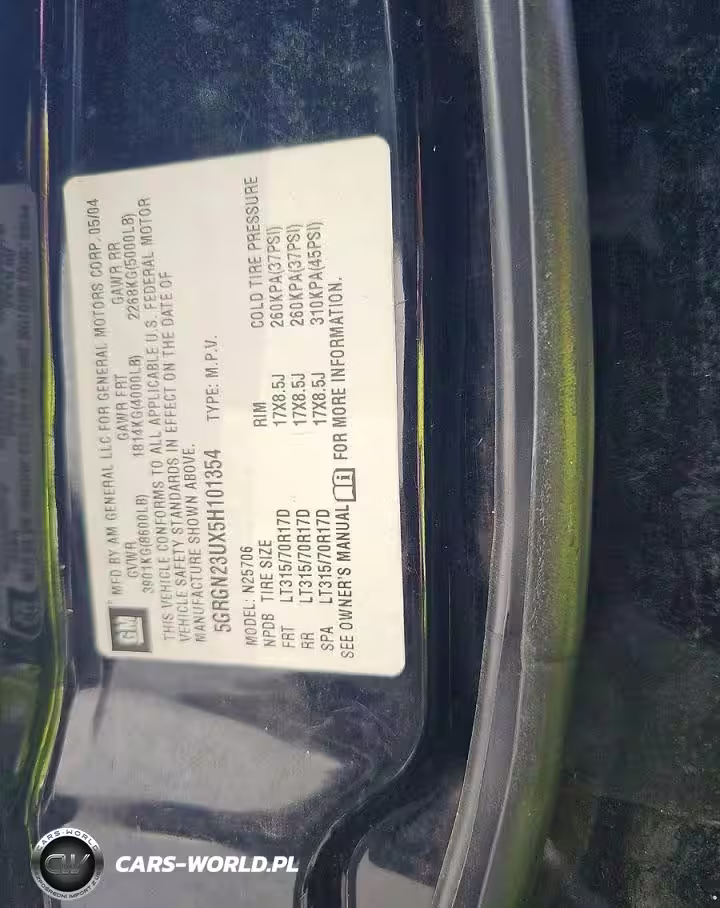 GM
MFD BY AM GENERAL LLC FOR GENERAL MOTORS CORP. 05/04
GVWR GAWR FRT GAWR RR
3901KG(8600LB) 1814KG(4000LB) 2268KG(5000LB)
THIS VEHICLE CONFORMS TO ALL APPLICABLE U.S. FEDERAL MOTOR
VEHICLE SAFETY STANDARDS IN EFFECT ON THE DATE OF
MANUFACTURE SHOWN ABOVE.
5GRGN23UX5H101354 TYPE: M.P.V.
MODEL: N25706
NPDB TIRE SIZE RIM COLD TIRE PRESSURE
FRT LT315/70R17D 17X8.5J 260KPA(37PSI)
RR LT315/70R17D 17X8.5J 260KPA(37PSI)
SPA LT315/70R17D 17X8.5J 310KPA(45PSI)
SEE OWNER'S MANUAL i FOR MORE INFORMATION.
CARS-WORLD
CW
CARS-WORLD.PL